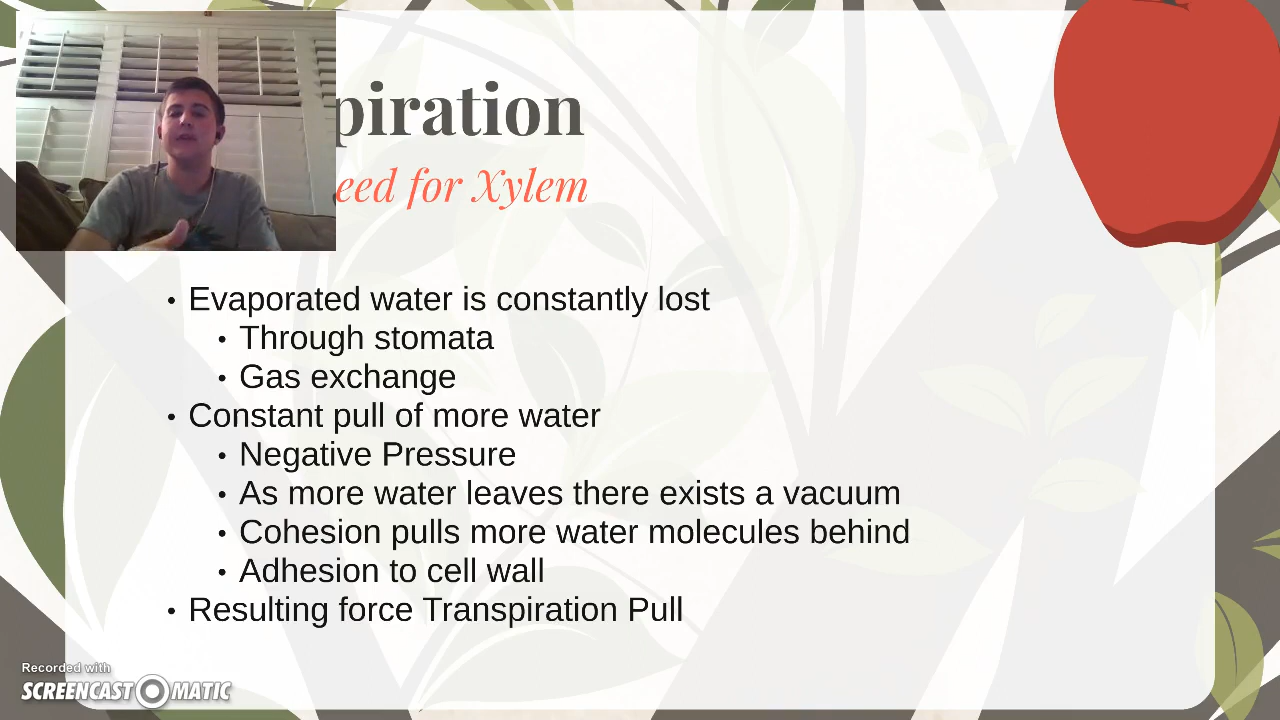 piration
eed for Xylem
• Evaporated water is constantly lost
• Through stomata
• Gas exchange
• Constant pull of more water
• Negative Pressure
• As more water leaves there exists a vacuum
• Cohesion pulls more water molecules behind
• Adhesion to cell wall
• Resulting force Transpiration Pull
Recorded with
SCREENCAST MATIC